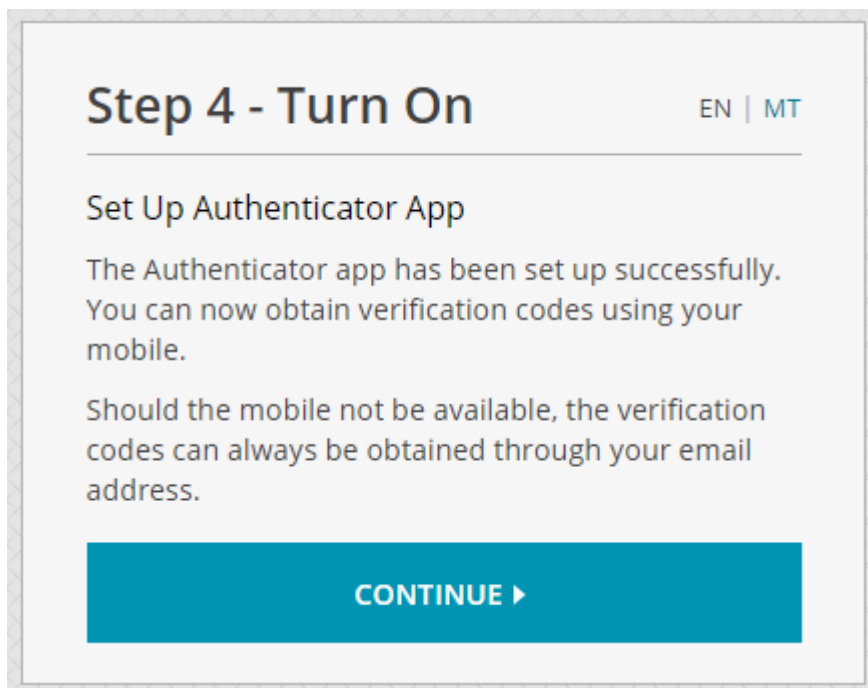 Step 4 - Turn On
EN | MT
Set Up Authenticator App
The Authenticator app has been set up successfully.
You can now obtain verification codes using your
mobile.
Should the mobile not be available, the verification
codes can always be obtained through your email
address.
CONTINUE